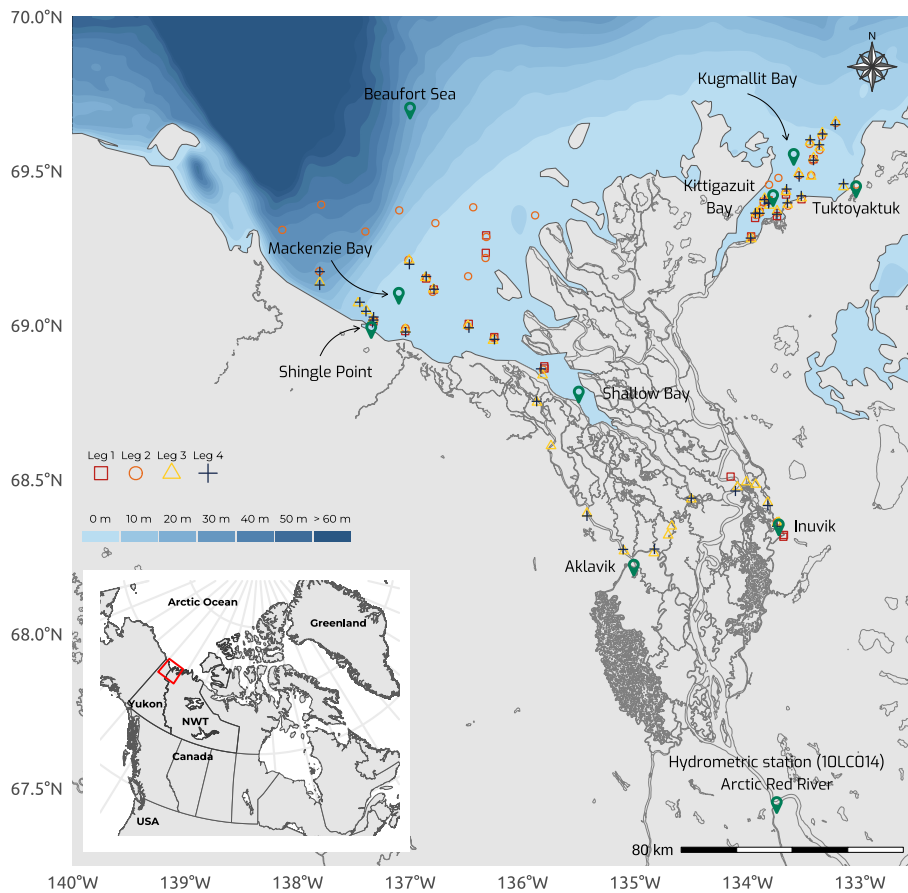 70.0°N
69.5°N
69.0°N
68.5°N
68.0°N
67.5°N
140°W
139°W
138°W
137°W
136°W
135°W
134°W
133°W
N
Beaufort Sea
Kugmallit Bay
Kittigazuit
Bay
Tuktoyaktuk
Mackenzie Bay
Shingle Point
Shallow Bay
Inuvik
Aklavik
Hydrometric station (10LC014)
Arctic Red River
80 km
Leg 1 Leg 2 Leg 3 Leg 4
0 m 10 m 20 m 30 m 40 m 50 m > 60 m
Arctic Ocean
Greenland
Yukon
NWT
Canada
USA